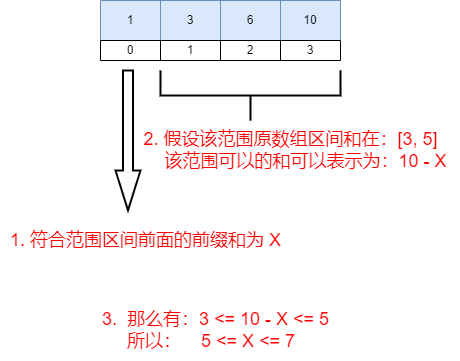 1 3 6 10
0 1 2 3
2. 假设该范围原数组区间和在：[3, 5]
该范围可以的和可以表示为：10 - X
1. 符合范围区间前面的前缀和为 X
3. 那么有：3 <= 10 - X <= 5
所以： 5 <= X <= 7